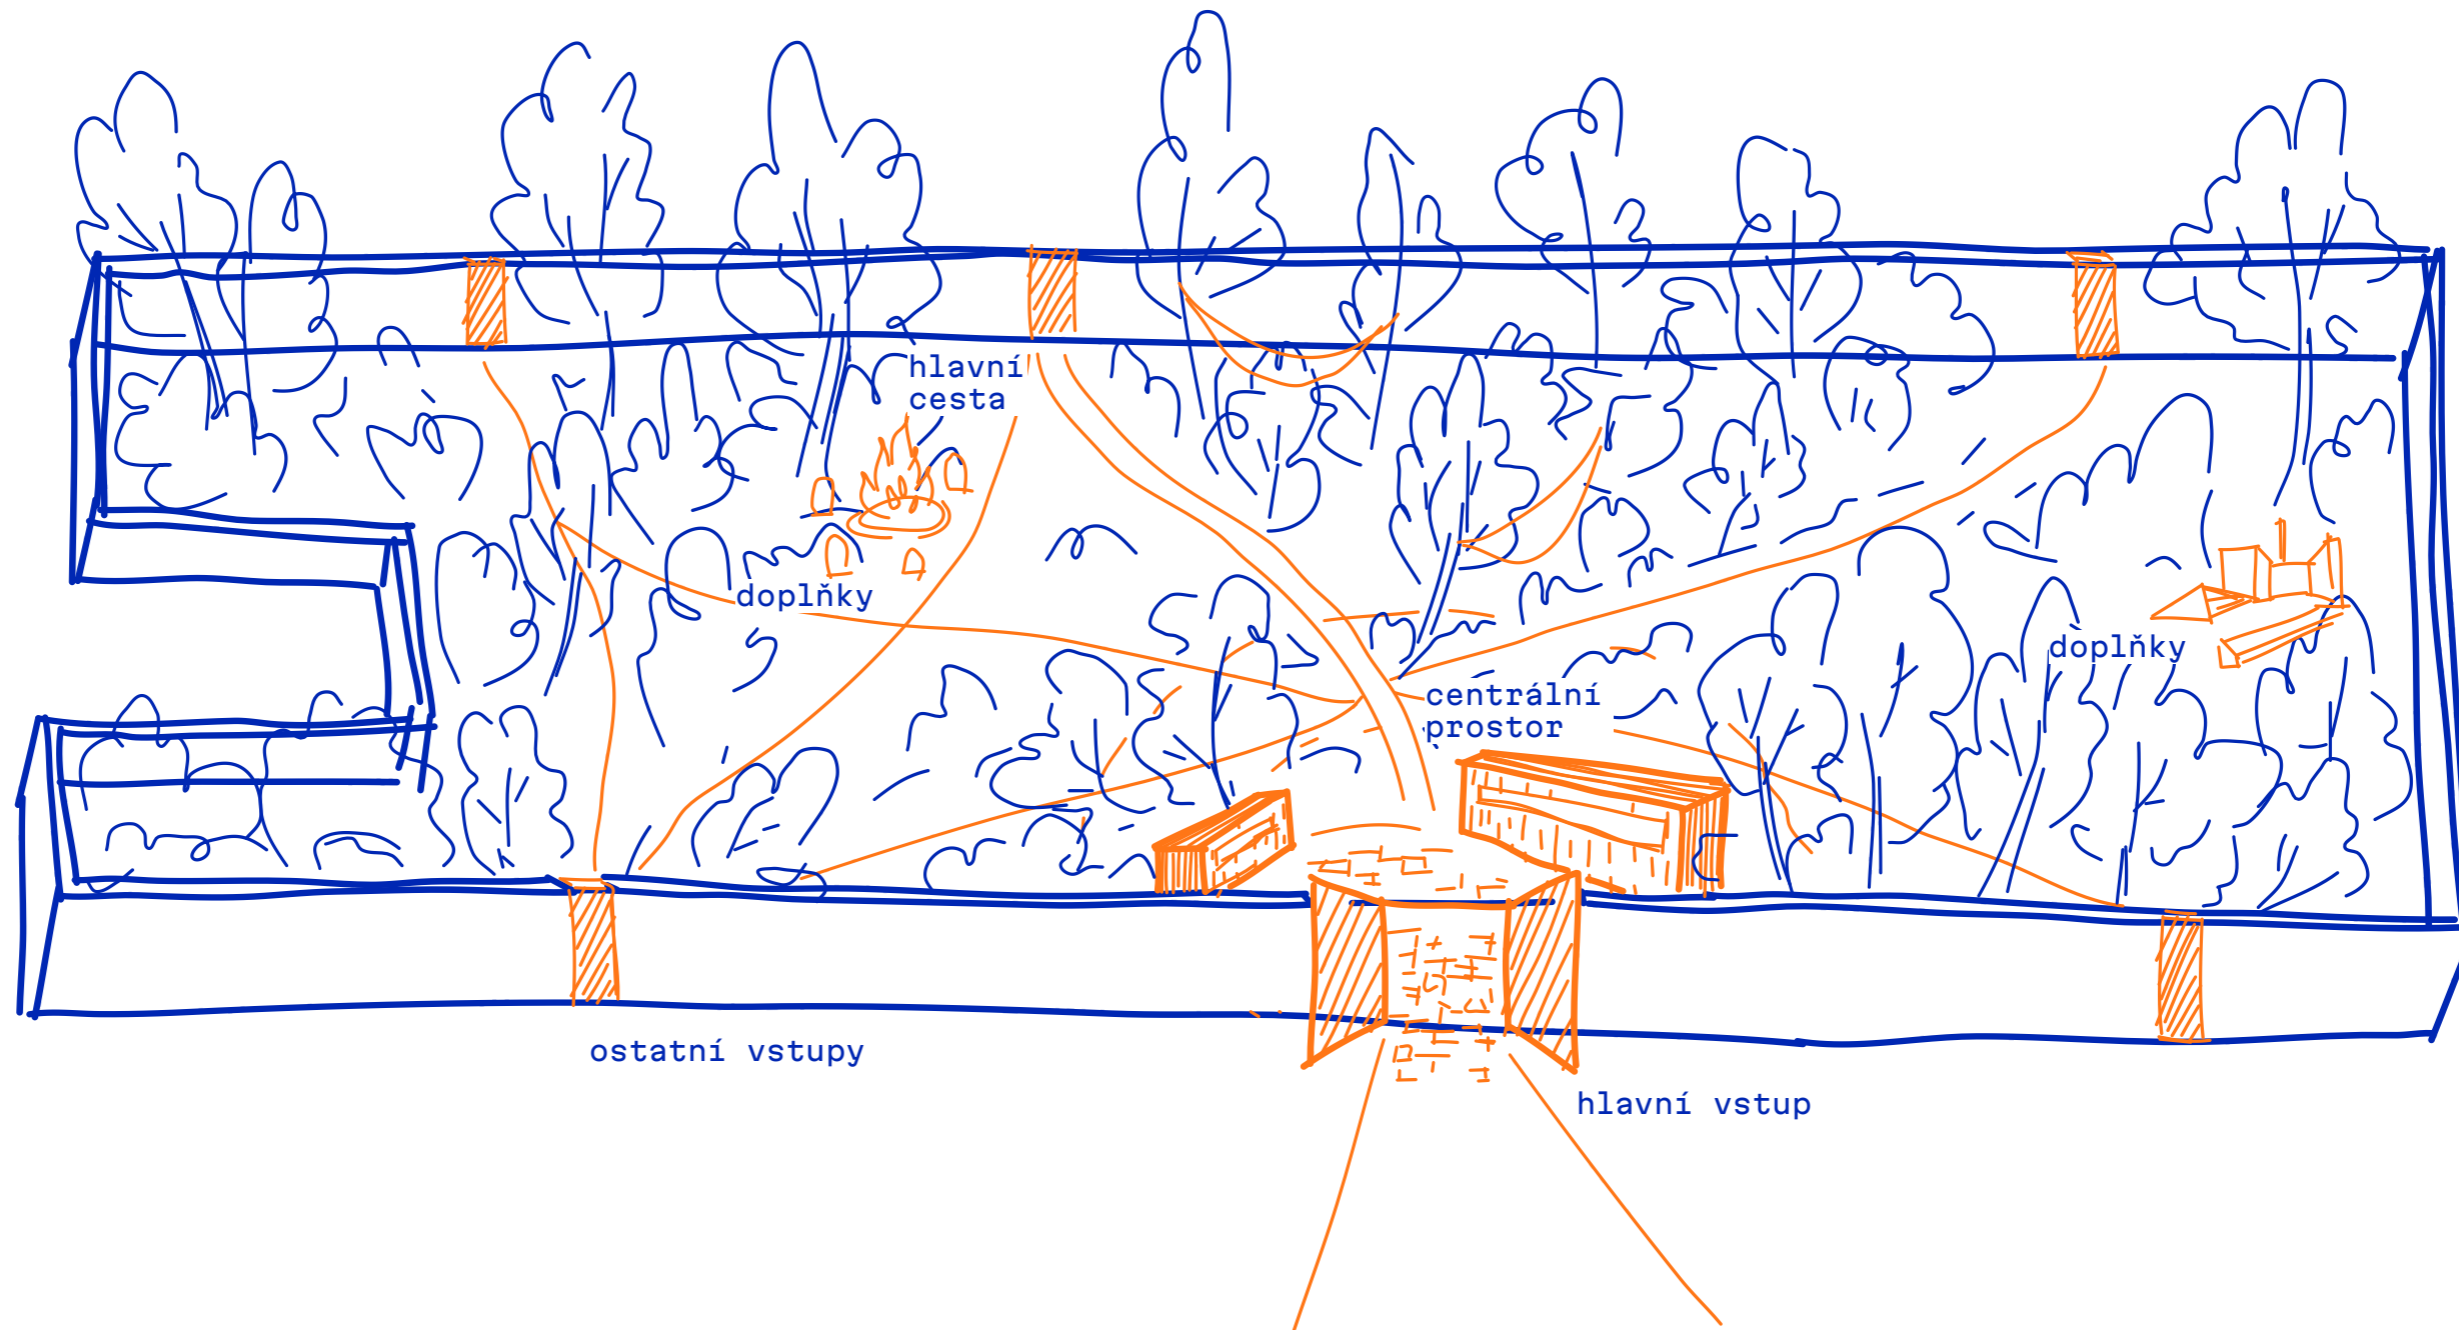 hlavní
cesta
doplňky
doplňky
centrální
prostor
ostatní vstupy
hlavní vstup